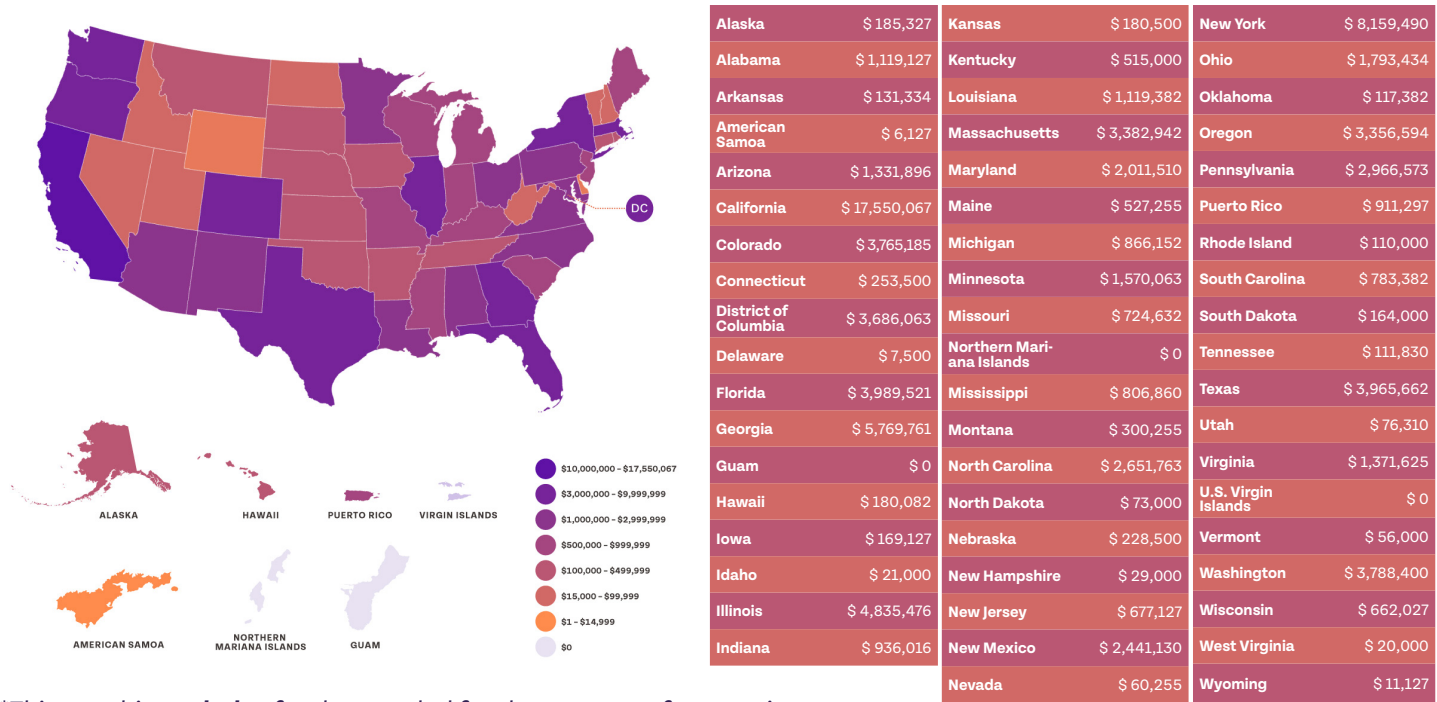 DC
ALASKA
HAWAII
PUERTO RICO
VIRGIN ISLANDS
AMERICAN SAMOA
NORTHERN
MARIANA ISLANDS
GUAM
$10,000,000 – $17,550,067
$3,000,000 – $9,999,999
$1,000,000 – $2,999,999
$500,000 – $999,999
$100,000 – $499,999
$15,000 – $99,999
$1 – $14,999
$0
Alaska $ 185,327
Alabama $ 1,119,127
Arkansas $ 131,334
American
Samoa $ 6,127
Arizona $ 1,331,896
California $ 17,550,067
Colorado $ 3,765,185
Connecticut $ 253,500
District of
Columbia $ 3,686,063
Delaware $ 7,500
Florida $ 3,989,521
Georgia $ 5,769,761
Guam $ 0
Hawaii $ 180,082
Iowa $ 169,127
Idaho $ 21,000
Illinois $ 4,835,476
Indiana $ 936,016
Kansas $ 180,500
Kentucky $ 515,000
Louisiana $ 1,119,382
Massachusetts $ 3,382,942
Maryland $ 2,011,510
Maine $ 527,255
Michigan $ 866,152
Minnesota $ 1,570,063
Missouri $ 724,632
Northern Mari-
ana Islands $ 0
Mississippi $ 806,860
Montana $ 300,255
North Carolina $ 2,651,763
North Dakota $ 73,000
Nebraska $ 228,500
New Hampshire $ 29,000
New Jersey $ 677,127
New Mexico $ 2,441,130
Nevada $ 60,255
New York $ 8,159,490
Ohio $ 1,793,434
Oklahoma $ 117,382
Oregon $ 3,356,594
Pennsylvania $ 2,966,573
Puerto Rico $ 911,297
Rhode Island $ 110,000
South Carolina $ 783,382
South Dakota $ 164,000
Tennessee $ 111,830
Texas $ 3,965,662
Utah $ 76,310
Virginia $ 1,371,625
U.S. Virgin
Islands $ 0
Vermont $ 56,000
Washington $ 3,788,400
Wisconsin $ 662,027
West Virginia $ 20,000
Wyoming $ 11,127